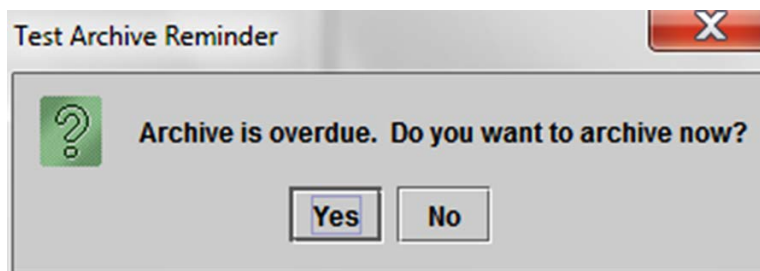 Test Archive Reminder
Archive is overdue. Do you want to archive now?
Yes No